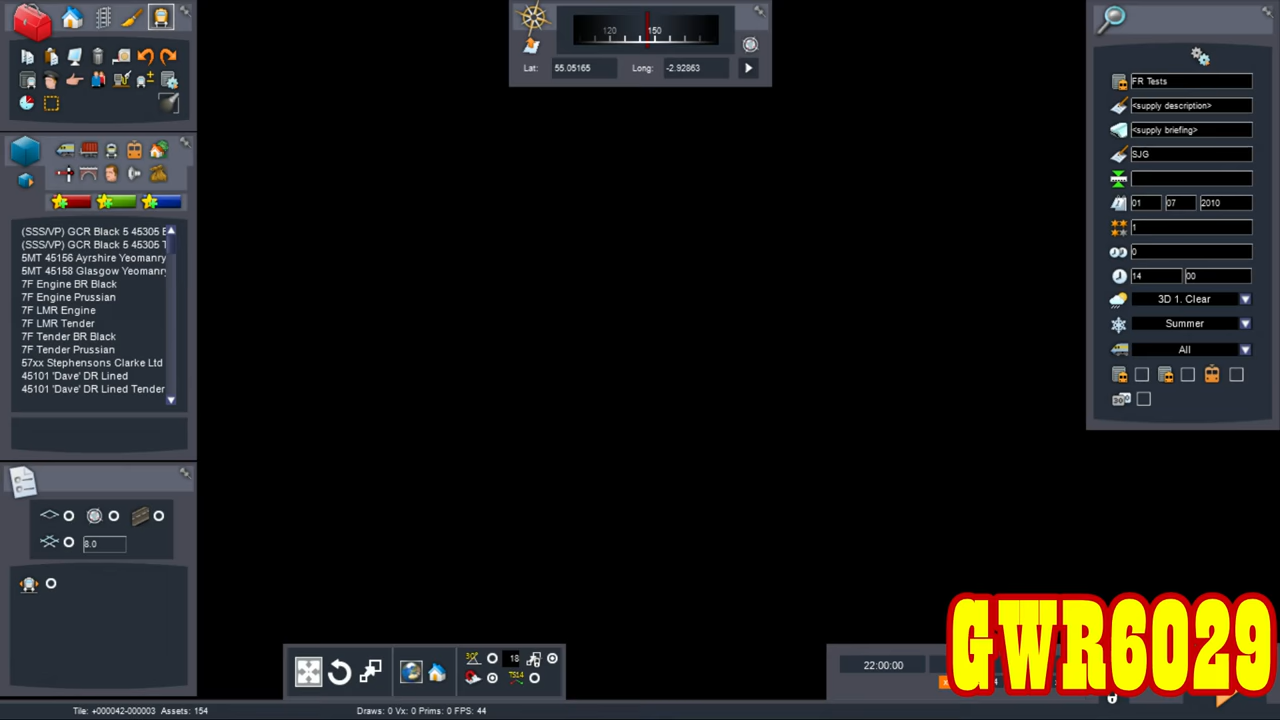 120 150
Lat: 55.05165 Long: -2.92863
FR Tests
<supply description>
<supply briefing>
SJG
01 07 2010
1
0
14 00
3D 1. Clear
Summer
All
(SSS/VP) GCR Black 5 45305
(SSS/VP) GCR Black 5 45305
5MT 45156 Ayrshire Yeomanry
5MT 45158 Glasgow Yeomanry
7F Engine BR Black
7F Engine Prussian
7F LMR Engine
7F LMR Tender
7F Tender BR Black
7F Tender Prussian
57xx Stephensons Clarke Ltd
45101 'Dave' DR Lined
45101 'Dave' DR Lined Tender
8.0
18
22:00:00
GWR6029
Tile: +000042-000003 Assets: 154 Draws: 0 Vx: 0 Prims: 0 FPS: 44